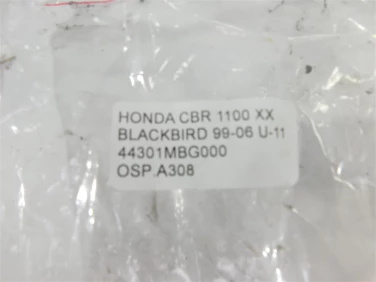 HONDA CBR 1100 XX
BLACKBIRD 99-06 U-11
44301MBG000
OSP.A308